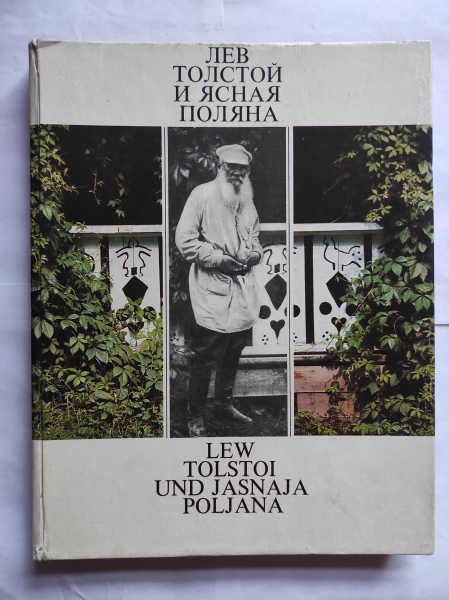 ЛЕВ
ТОЛСТОЙ
И ЯСНАЯ
ПОЛЯНА
LEW
TOLSTOI
UND JASNAJA
POLJANA